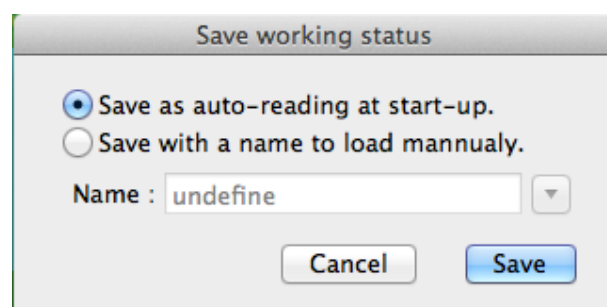 Save working status
Save as auto-reading at start-up.
Save with a name to load mannualy.
Name : undefine
Cancel Save